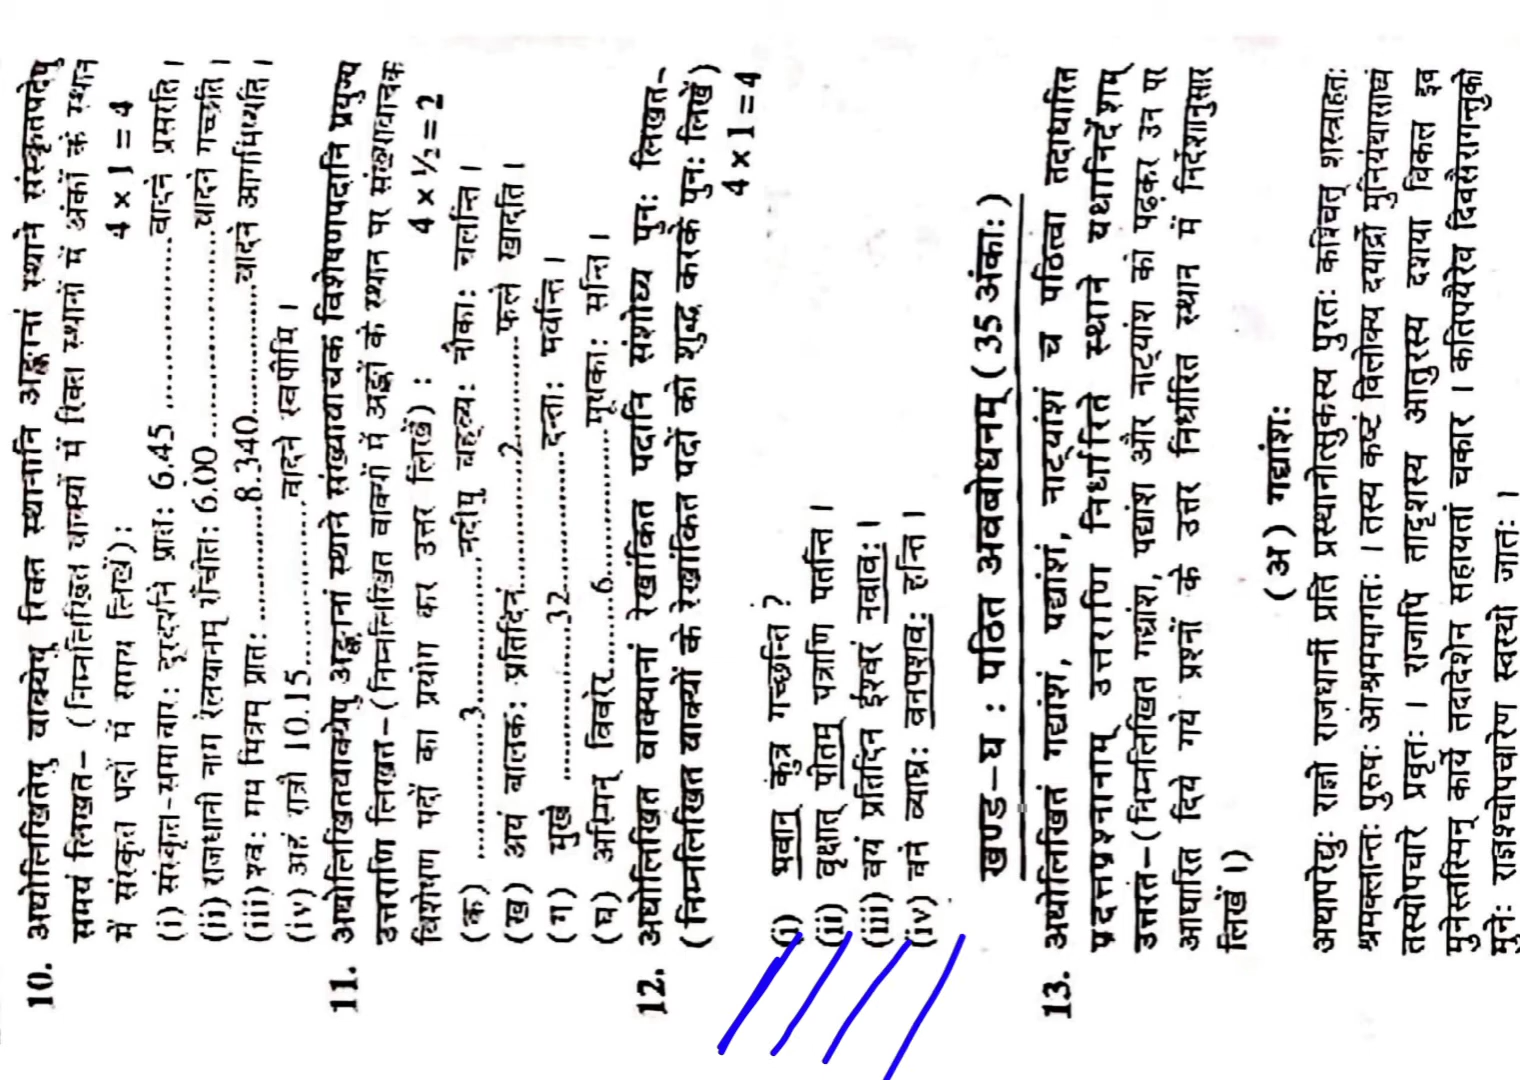 10. अधोलिखितेषु वाक्येषु रिक्त स्थानानि अङ्कानां स्थाने संस्कृतपदेषु
समयं लिखत– (निम्नलिखित वाक्यों में रिक्त स्थानों में अंकों के स्थान
में संस्कृत पदों में समय लिखें) : 4 × 1 = 4
(i) संस्कृत-समाचार : दूरदर्शने प्रातः 6.45 ....................वादने प्रसरति ।
(ii) राजधानी नाम रेलयानम् राँचीतः 6.00 ....................वादने गच्छति ।
(iii) श्वः मम मित्रम् प्रातः ............8.340............वादने आगमिष्यति ।
(iv) अहं रात्रौ 10.15....................वादने स्वपीमि ।
11. अधोलिखितवाक्येषु अङ्कानां स्थाने संख्यावाचक विशेषणपदानि प्रयुज्य
उत्तराणि लिखत–(निम्नलिखित वाक्यों में अङ्कों के स्थान पर संख्यावाचक
विशेषण पदों का प्रयोग कर उत्तर लिखें) : 4 × ½ = 2
(क) ....................3....................नदीषु बहव्यः नौकाः चलन्ति ।
(ख) अयं बालकः प्रतिदिनं....................2....................फले खादति ।
(ग) मुखे ....................32....................दन्ताः भवन्ति ।
(घ) अस्मिन् विवरे....................6....................मूषकाः सन्ति ।
12. अधोलिखित वाक्यानां रेखांकित पदानि संशोध्य पुनः लिखत–
(निम्नलिखित वाक्यों के रेखांकित पदों को शुद्ध करके पुनः लिखें)
4 × 1 = 4
(i) भवान् कुत्र गच्छन्ति ?
(ii) वृक्षात् पीतम् पत्राणि पतन्ति ।
(iii) वयं प्रतिदिनं ईश्वरं नवावः ।
(iv) वने व्याघ्रः वनपशवः हन्ति ।
खण्ड-घ : पठित अवबोधनम् (35 अंकाः)
13. अधोलिखितं गद्यांशं, पद्यांशं, नाट्यांशं च पठित्वा तदाधारित
प्रदत्तप्रश्नानाम् उत्तराणि निर्धारिते स्थाने यथानिर्देशम्
उत्तरत–(निम्नलिखित गद्यांश, पद्यांश और नाट्यांश को पढ़कर उन पर
आधारित दिये गये प्रश्नों के उत्तर निर्धारित स्थान में निर्देशानुसार
लिखें ।)
(अ) गद्यांशः
अथापरेद्युः राज्ञो राजधानीं प्रति प्रस्थानोत्सुकस्य पुरतः कश्चित् शस्त्राहतः
श्रमक्लान्तः पुरुषः आश्रममागतः । तस्य कष्टं विलोक्य दयार्द्रो मुनिर्यथासाध्यं
तस्योपचारे प्रवृत्तः । राजापि तादृशस्य आतुरस्य दशया विकल इव
मुनेस्तस्मिन् कार्ये तदादेशेन सहायतां चकार । कतिपयैरेव दिवसैरागन्तुको
मुनेः राज्ञश्चोपचारेण स्वस्थो जातः ।